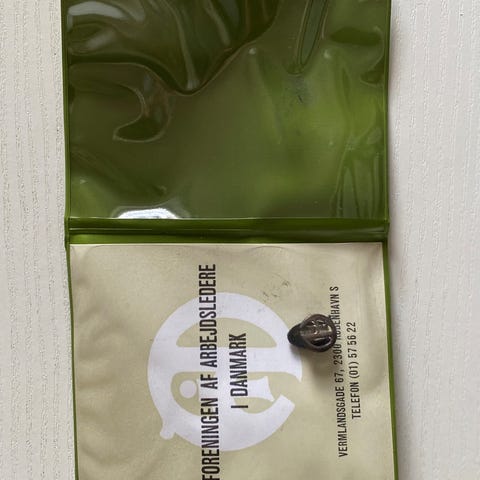 FORENINGEN AF ARBEJDSLEDERE
I DANMARK
VERMLANDSGADE 67, 2300 KØBENHAVN S
TELEFON (01) 57 56 22